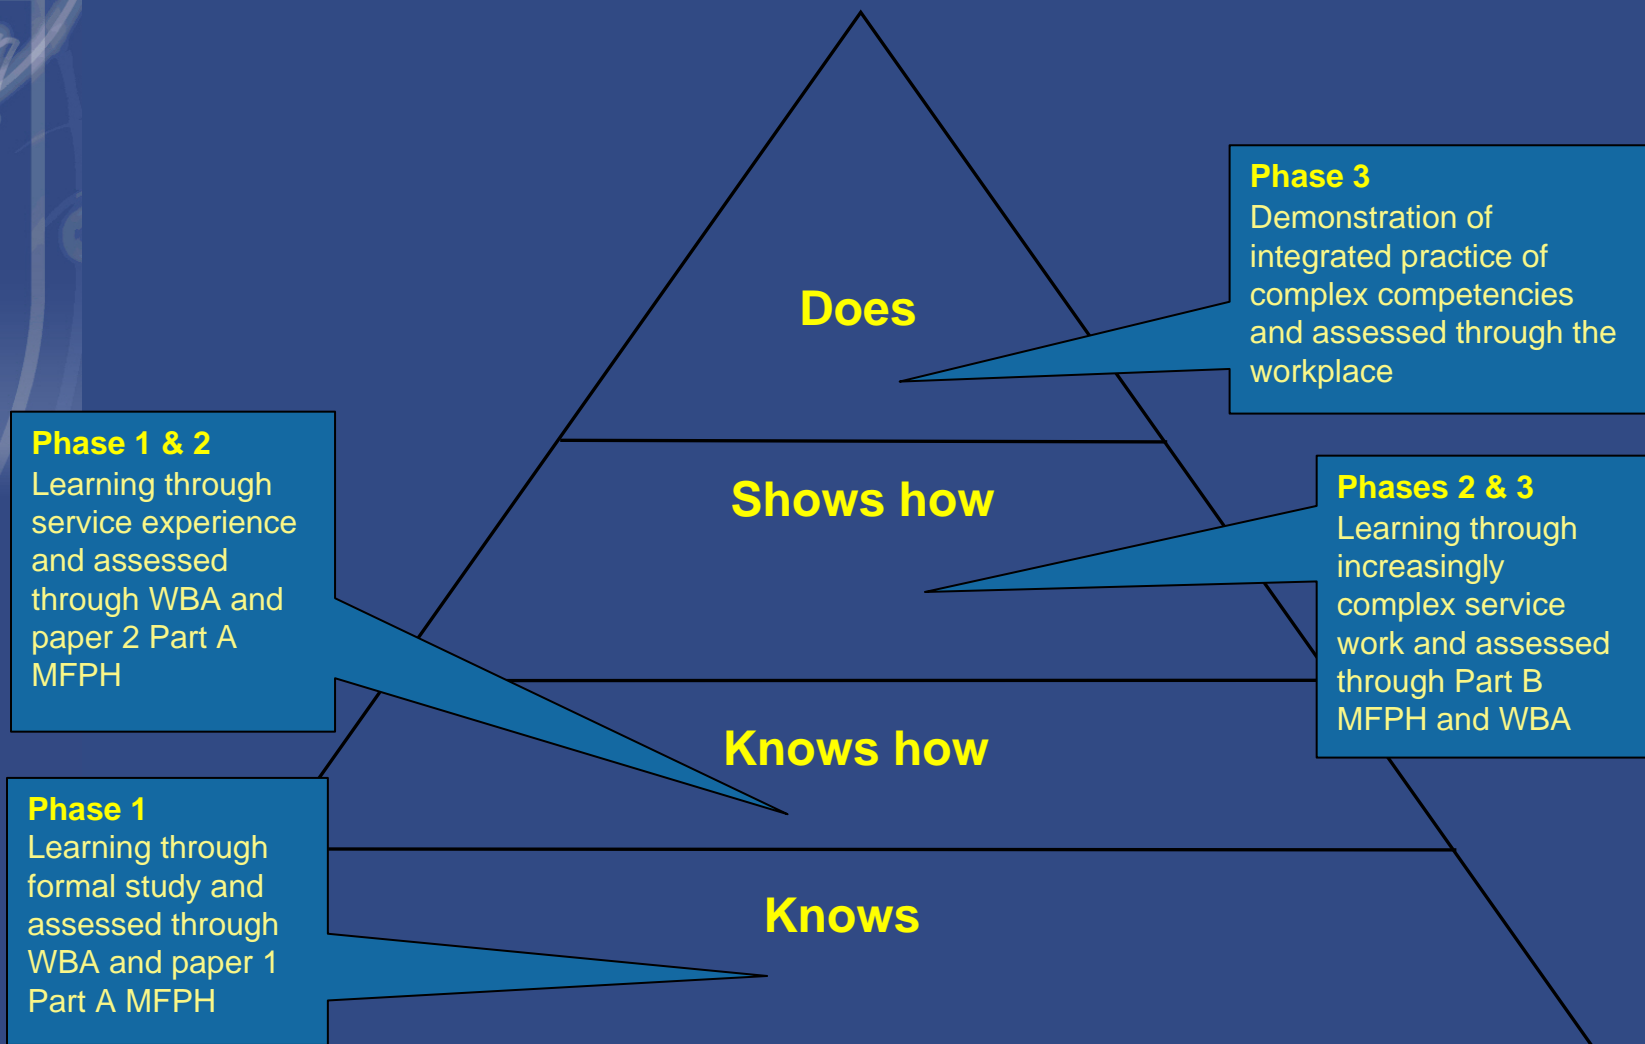 Does
Phase 3
Demonstration of
integrated practice of
complex competencies
and assessed through the
workplace
Shows how
Phases 2 & 3
Learning through
increasingly
complex service
work and assessed
through Part B
MFPH and WBA
Phase 1 & 2
Learning through
service experience
and assessed
through WBA and
paper 2 Part A
MFPH
Knows how
Phase 1
Learning through
formal study and
assessed through
WBA and paper 1
Part A MFPH
Knows